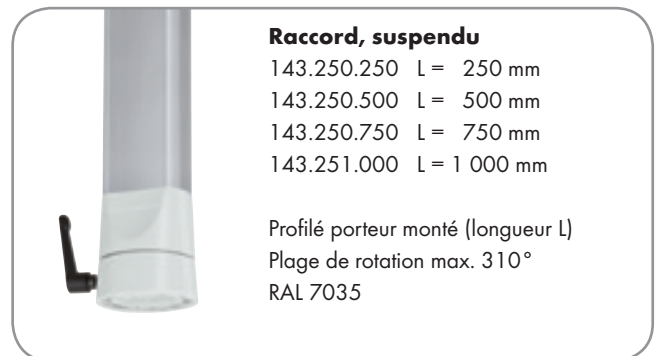 Raccord, suspendu
143.250.250 L = 250 mm
143.250.500 L = 500 mm
143.250.750 L = 750 mm
143.251.000 L = 1 000 mm
Profilé porteur monté (longueur L)
Plage de rotation max. 310°
RAL 7035